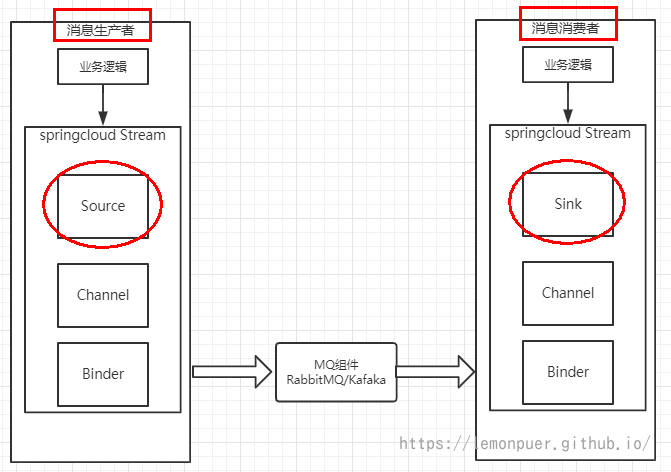 消息生产者
业务逻辑
springcloud Stream
Source
Channel
Binder
MQ组件
RabbitMQ/Kafaka
消息消费者
业务逻辑
springcloud Stream
Sink
Channel
Binder
https://lemonpuer.github.io/